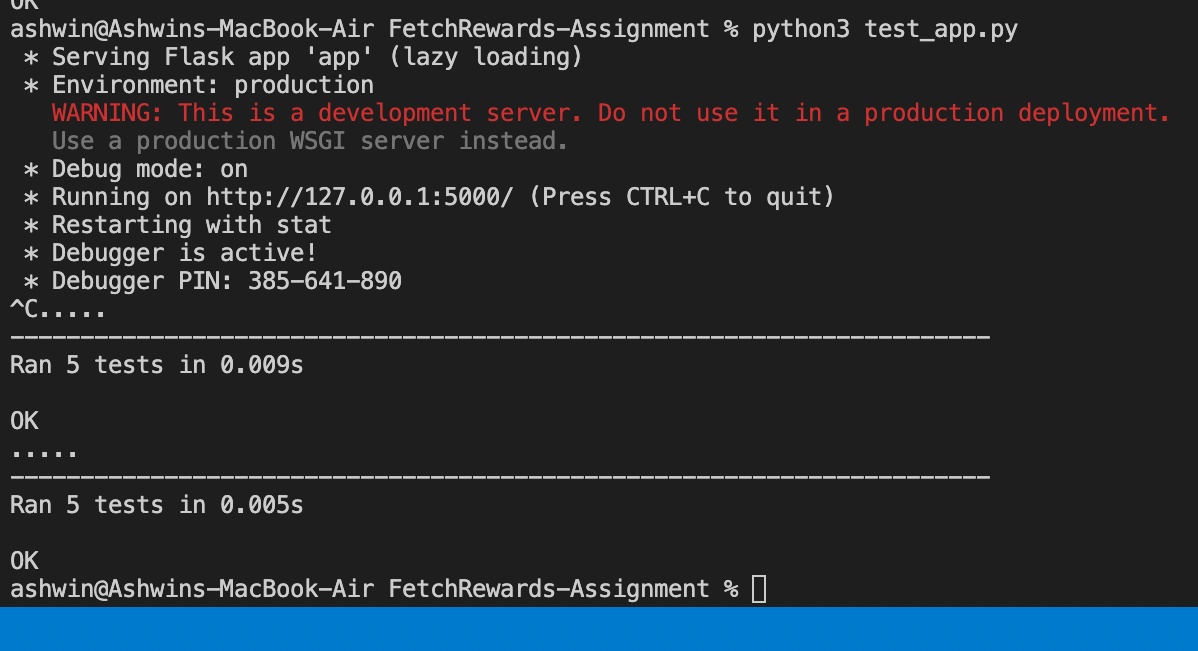 OK
ashwin@Ashwins-MacBook-Air FetchRewards-Assignment % python3 test_app.py
 * Serving Flask app 'app' (lazy loading)
 * Environment: production
   WARNING: This is a development server. Do not use it in a production deployment.
   Use a production WSGI server instead.
 * Debug mode: on
 * Running on http://127.0.0.1:5000/ (Press CTRL+C to quit)
 * Restarting with stat
 * Debugger is active!
 * Debugger PIN: 385-641-890
^C.....
----------------------------------------------------------------------
Ran 5 tests in 0.009s

OK
.....
----------------------------------------------------------------------
Ran 5 tests in 0.005s

OK
ashwin@Ashwins-MacBook-Air FetchRewards-Assignment %